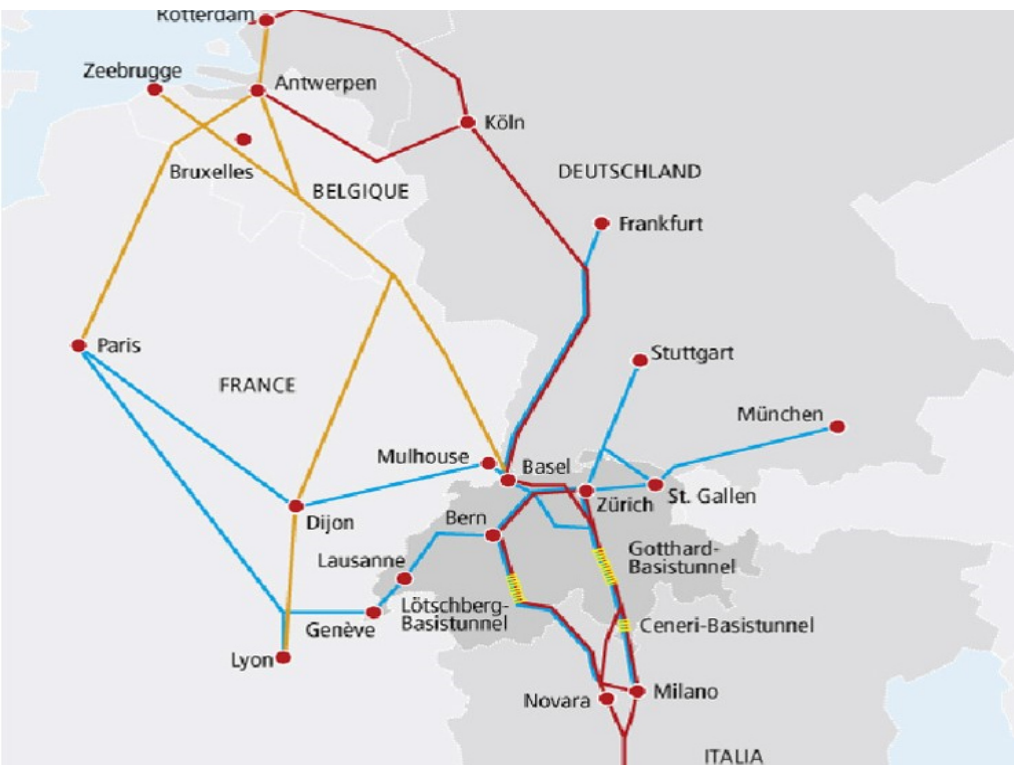 Rotterdam
Zeebrugge
Antwerpen
Köln
Bruxelles
DEUTSCHLAND
BELGIQUE
Frankfurt
Paris
Stuttgart
FRANCE
München
Mulhouse
Basel
St. Gallen
Zürich
Bern
Dijon
Lausanne
Gotthard-
Basistunnel
Lötschberg-
Basistunnel
Genève
Ceneri-Basistunnel
Lyon
Novara
Milano
ITALIA